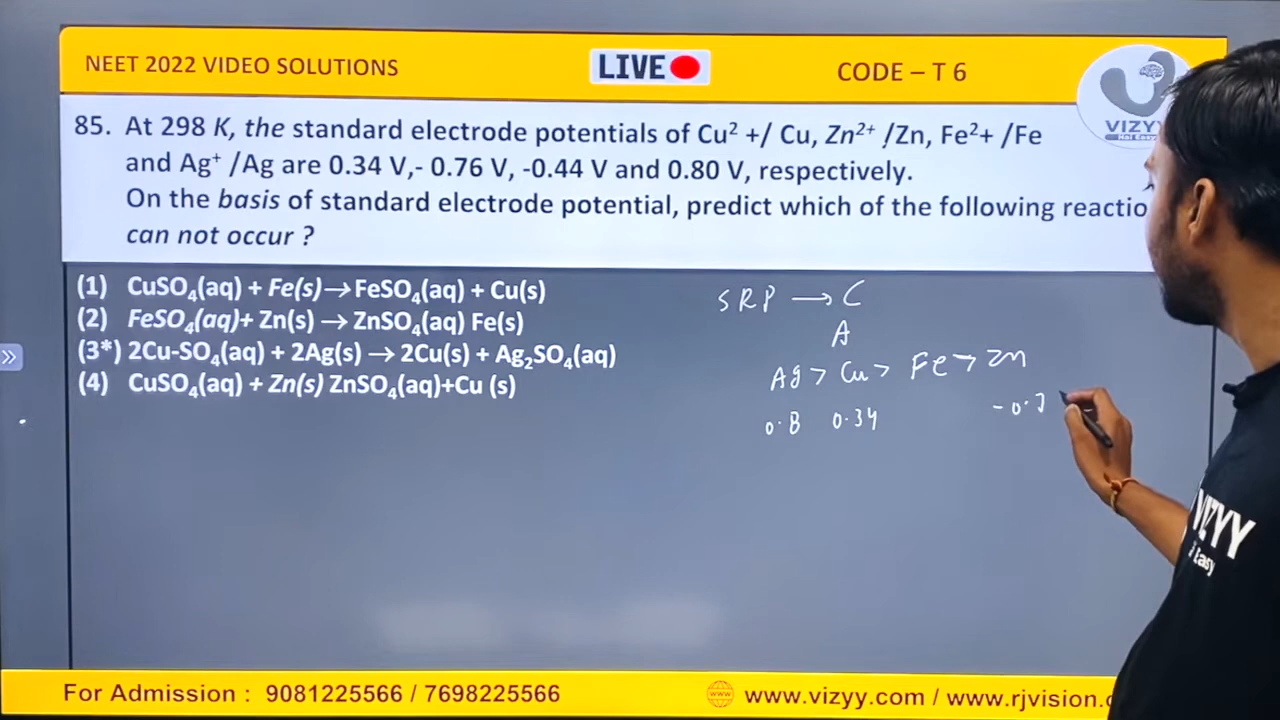 NEET 2022 VIDEO SOLUTIONS
LIVE
CODE – T 6
VIZYY
85. At 298 K, the standard electrode potentials of Cu² +/ Cu, Zn²⁺ /Zn, Fe²+ /Fe
and Ag⁺ /Ag are 0.34 V,- 0.76 V, -0.44 V and 0.80 V, respectively.
On the basis of standard electrode potential, predict which of the following reactio
can not occur ?
(1) CuSO₄(aq) + Fe(s)→FeSO₄(aq) + Cu(s)
(2) FeSO₄(aq)+ Zn(s) → ZnSO₄(aq) Fe(s)
(3*) 2Cu-SO₄(aq) + 2Ag(s) → 2Cu(s) + Ag₂SO₄(aq)
(4) CuSO₄(aq) + Zn(s) ZnSO₄(aq)+Cu (s)
SRP → C
A
Ag > Cu > Fe > Zn
0.8 0.34 -0.7
VIZYY
Easy
For Admission : 9081225566 / 7698225566
www.vizyy.com / www.rjvision.